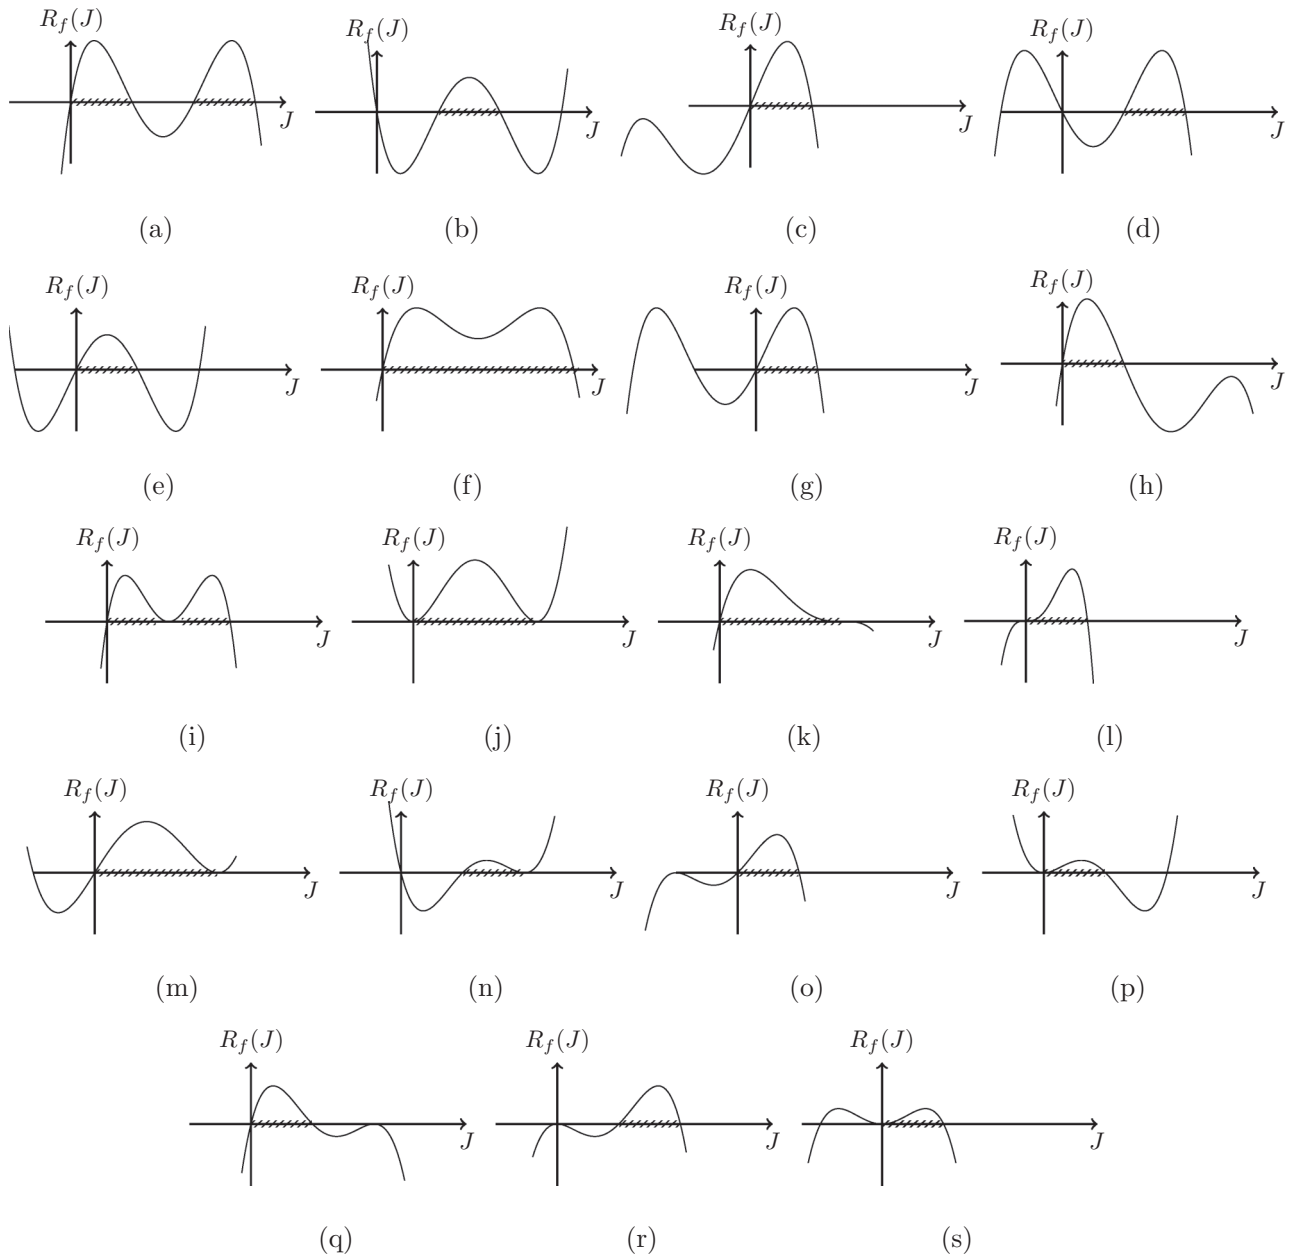 R_f(J) R_f(J) R_f(J) R_f(J)
J J J J
(a) (b) (c) (d)
R_f(J) R_f(J) R_f(J) R_f(J)
J J J J
(e) (f) (g) (h)
R_f(J) R_f(J) R_f(J) R_f(J)
J J J J
(i) (j) (k) (l)
R_f(J) R_f(J) R_f(J) R_f(J)
J J J J
(m) (n) (o) (p)
R_f(J) R_f(J) R_f(J)
J J J
(q) (r) (s)